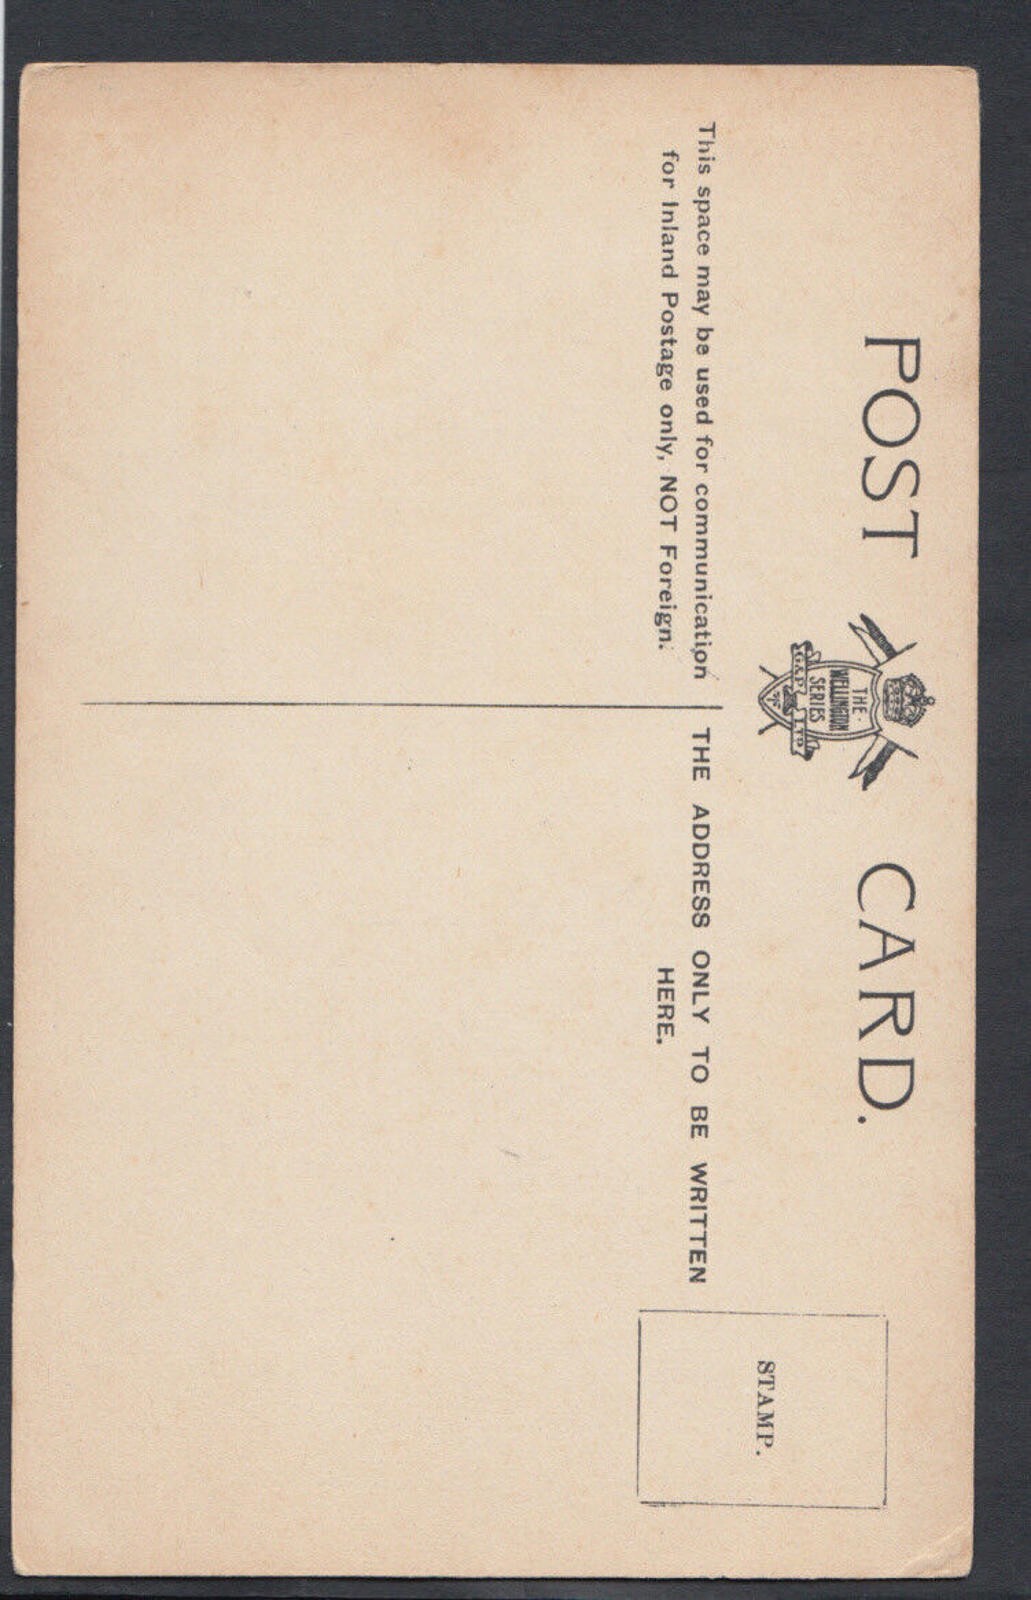 POST CARD.
THE
WELLINGTON
SERIES
G&P LTD
This space may be used for communication
for Inland Postage only, NOT Foreign.
THE ADDRESS ONLY TO BE WRITTEN
HERE.
STAMP.